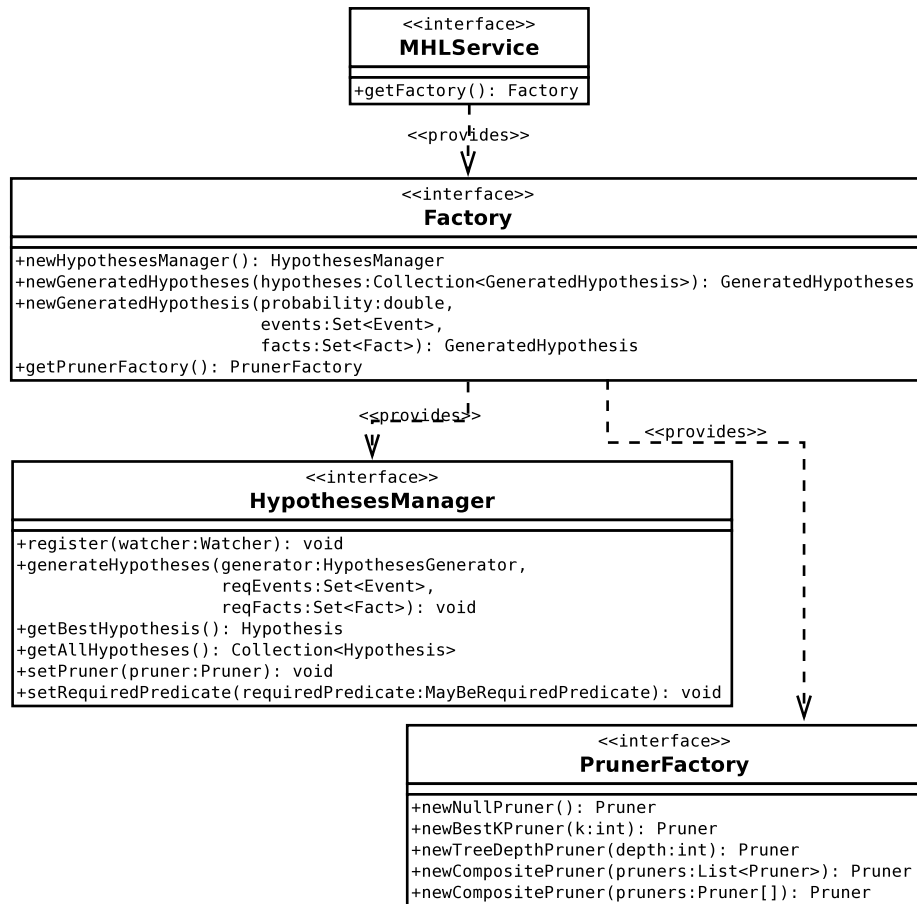 <<interface>>
MHLService
+getFactory(): Factory
<<provides>>
<<interface>>
Factory
+newHypothesesManager(): HypothesesManager
+newGeneratedHypotheses(hypotheses:Collection<GeneratedHypothesis>): GeneratedHypotheses
+newGeneratedHypothesis(probability:double,
events:Set<Event>,
facts:Set<Fact>): GeneratedHypothesis
+getPrunerFactory(): PrunerFactory
<<provides>>
<<provides>>
<<interface>>
HypothesesManager
+register(watcher:Watcher): void
+generateHypotheses(generator:HypothesesGenerator,
reqEvents:Set<Event>,
reqFacts:Set<Fact>): void
+getBestHypothesis(): Hypothesis
+getAllHypotheses(): Collection<Hypothesis>
+setPruner(pruner:Pruner): void
+setRequiredPredicate(requiredPredicate:MayBeRequiredPredicate): void
<<interface>>
PrunerFactory
+newNullPruner(): Pruner
+newBestKPruner(k:int): Pruner
+newTreeDepthPruner(depth:int): Pruner
+newCompositePruner(pruners:List<Pruner>): Pruner
+newCompositePruner(pruners:Pruner[]): Pruner